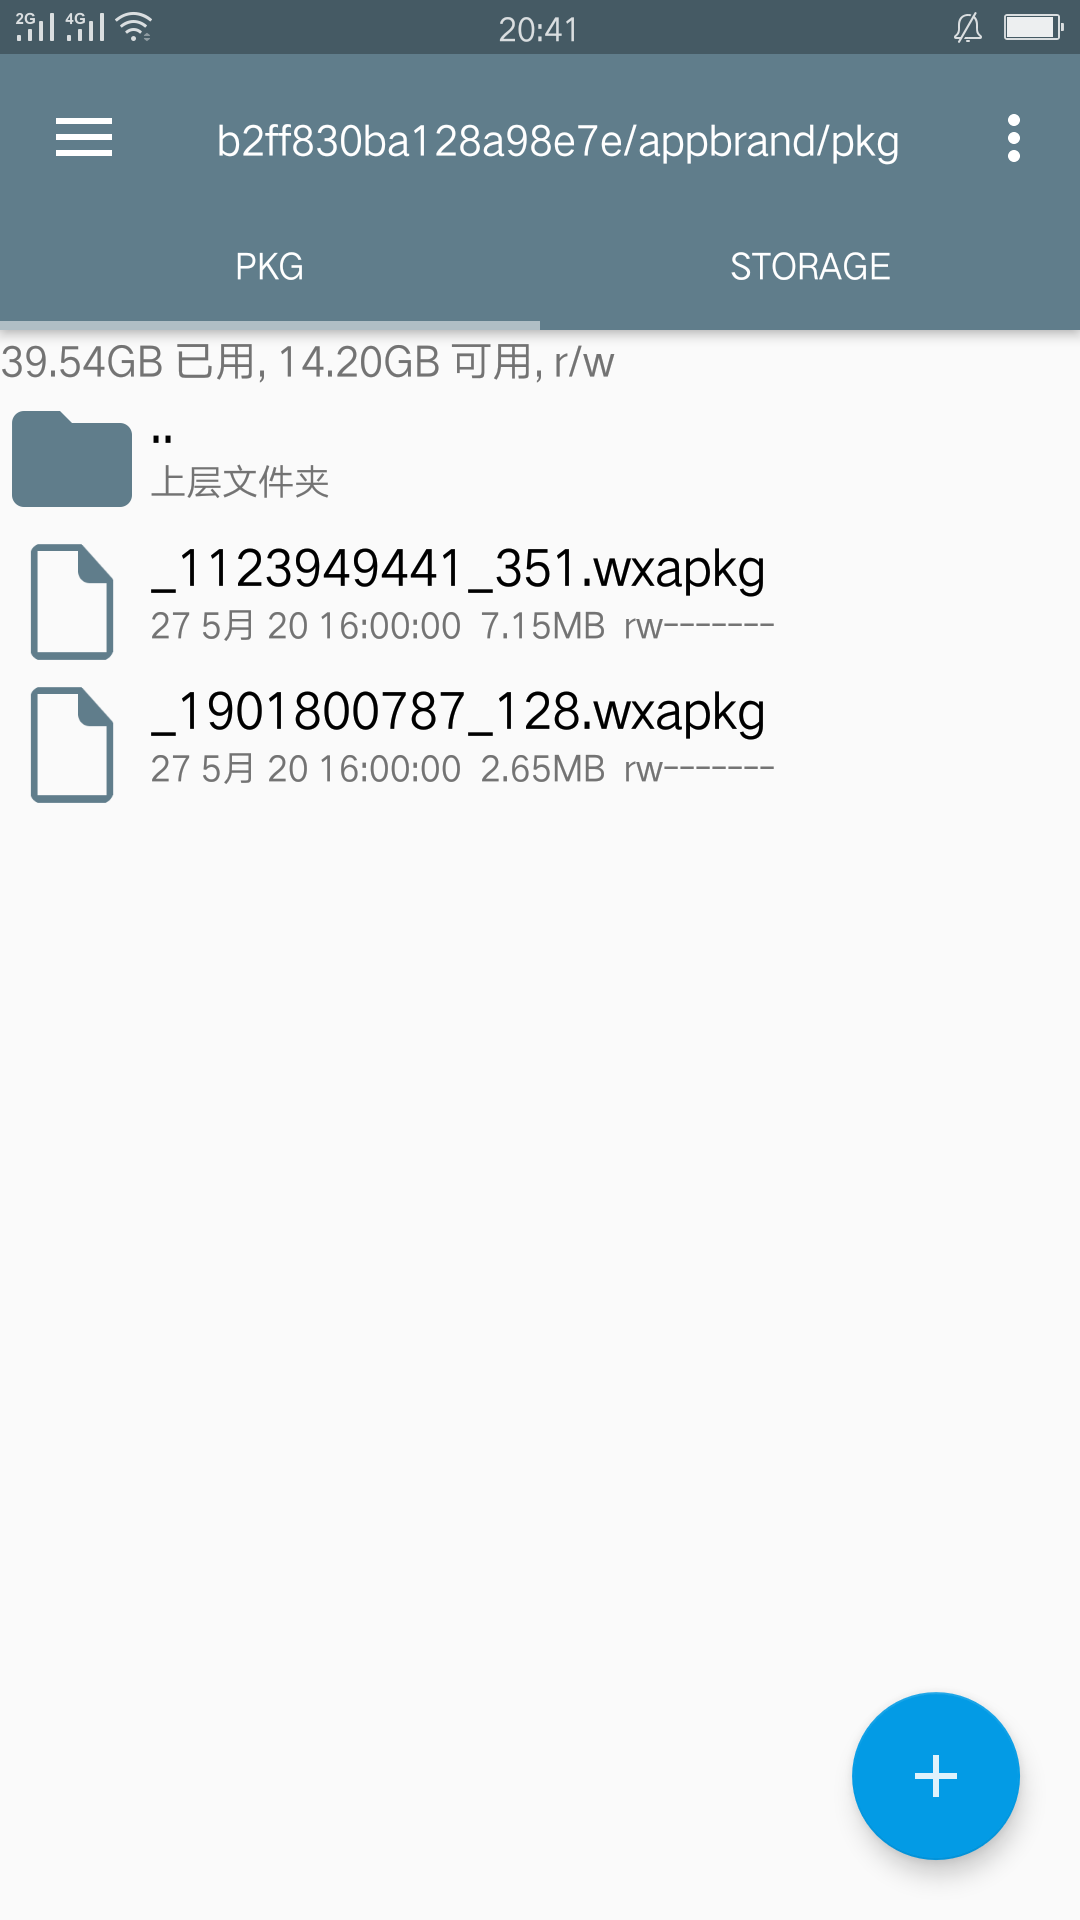 2G 4G 20:41
b2ff830ba128a98e7e/appbrand/pkg
PKG STORAGE
39.54GB 已用, 14.20GB 可用, r/w
..
上层文件夹
_1123949441_351.wxapkg
27 5月 20 16:00:00 7.15MB rw-------
_1901800787_128.wxapkg
27 5月 20 16:00:00 2.65MB rw-------